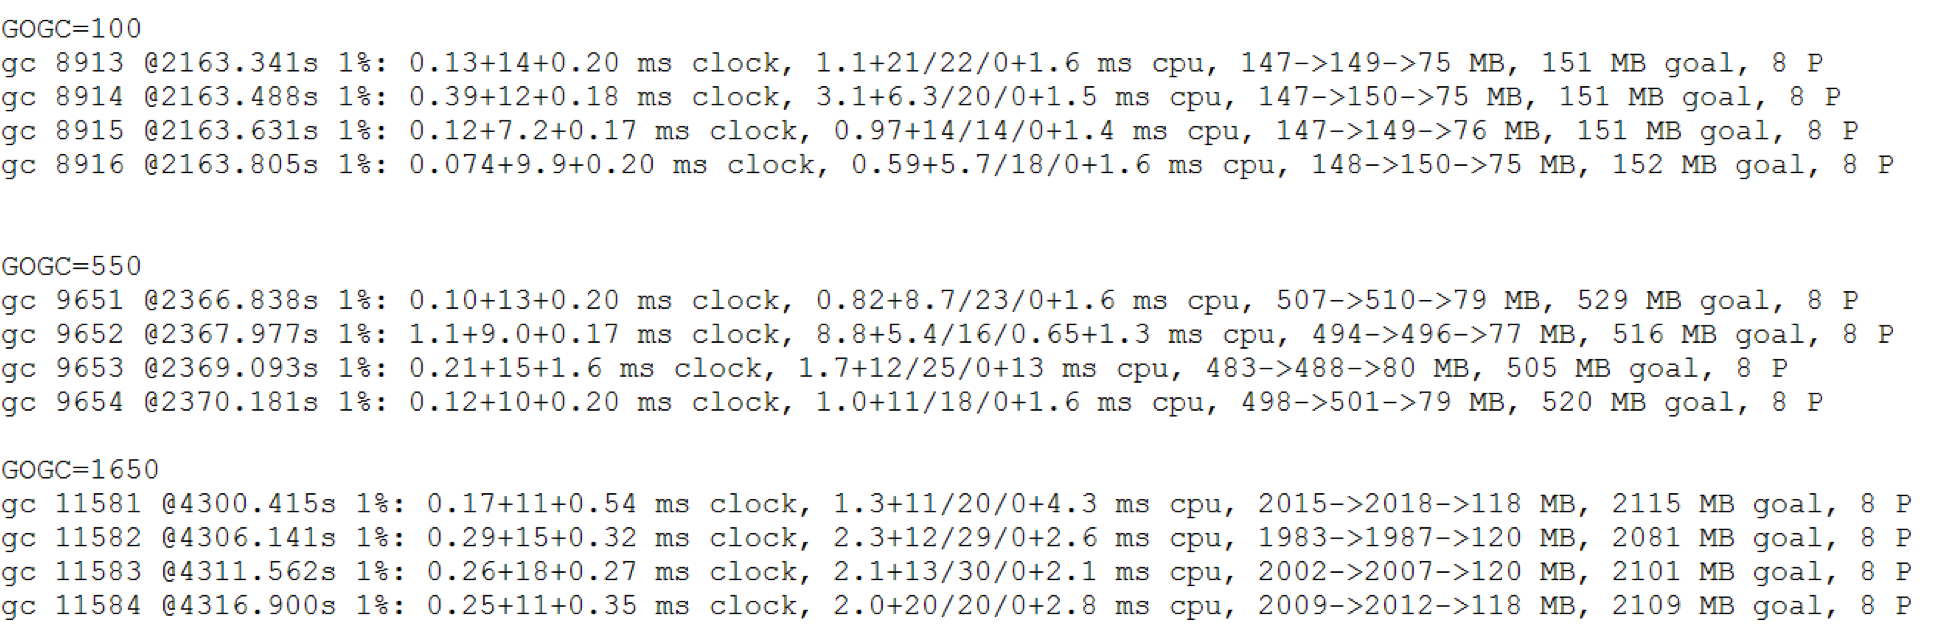 GOGC=100
gc 8913 @2163.341s 1%: 0.13+14+0.20 ms clock, 1.1+21/22/0+1.6 ms cpu, 147->149->75 MB, 151 MB goal, 8 P
gc 8914 @2163.488s 1%: 0.39+12+0.18 ms clock, 3.1+6.3/20/0+1.5 ms cpu, 147->150->75 MB, 151 MB goal, 8 P
gc 8915 @2163.631s 1%: 0.12+7.2+0.17 ms clock, 0.97+14/14/0+1.4 ms cpu, 147->149->76 MB, 151 MB goal, 8 P
gc 8916 @2163.805s 1%: 0.074+9.9+0.20 ms clock, 0.59+5.7/18/0+1.6 ms cpu, 148->150->75 MB, 152 MB goal, 8 P
GOGC=550
gc 9651 @2366.838s 1%: 0.10+13+0.20 ms clock, 0.82+8.7/23/0+1.6 ms cpu, 507->510->79 MB, 529 MB goal, 8 P
gc 9652 @2367.977s 1%: 1.1+9.0+0.17 ms clock, 8.8+5.4/16/0.65+1.3 ms cpu, 494->496->77 MB, 516 MB goal, 8 P
gc 9653 @2369.093s 1%: 0.21+15+1.6 ms clock, 1.7+12/25/0+13 ms cpu, 483->488->80 MB, 505 MB goal, 8 P
gc 9654 @2370.181s 1%: 0.12+10+0.20 ms clock, 1.0+11/18/0+1.6 ms cpu, 498->501->79 MB, 520 MB goal, 8 P
GOGC=1650
gc 11581 @4300.415s 1%: 0.17+11+0.54 ms clock, 1.3+11/20/0+4.3 ms cpu, 2015->2018->118 MB, 2115 MB goal, 8 P
gc 11582 @4306.141s 1%: 0.29+15+0.32 ms clock, 2.3+12/29/0+2.6 ms cpu, 1983->1987->120 MB, 2081 MB goal, 8 P
gc 11583 @4311.562s 1%: 0.26+18+0.27 ms clock, 2.1+13/30/0+2.1 ms cpu, 2002->2007->120 MB, 2101 MB goal, 8 P
gc 11584 @4316.900s 1%: 0.25+11+0.35 ms clock, 2.0+20/20/0+2.8 ms cpu, 2009->2012->118 MB, 2109 MB goal, 8 P